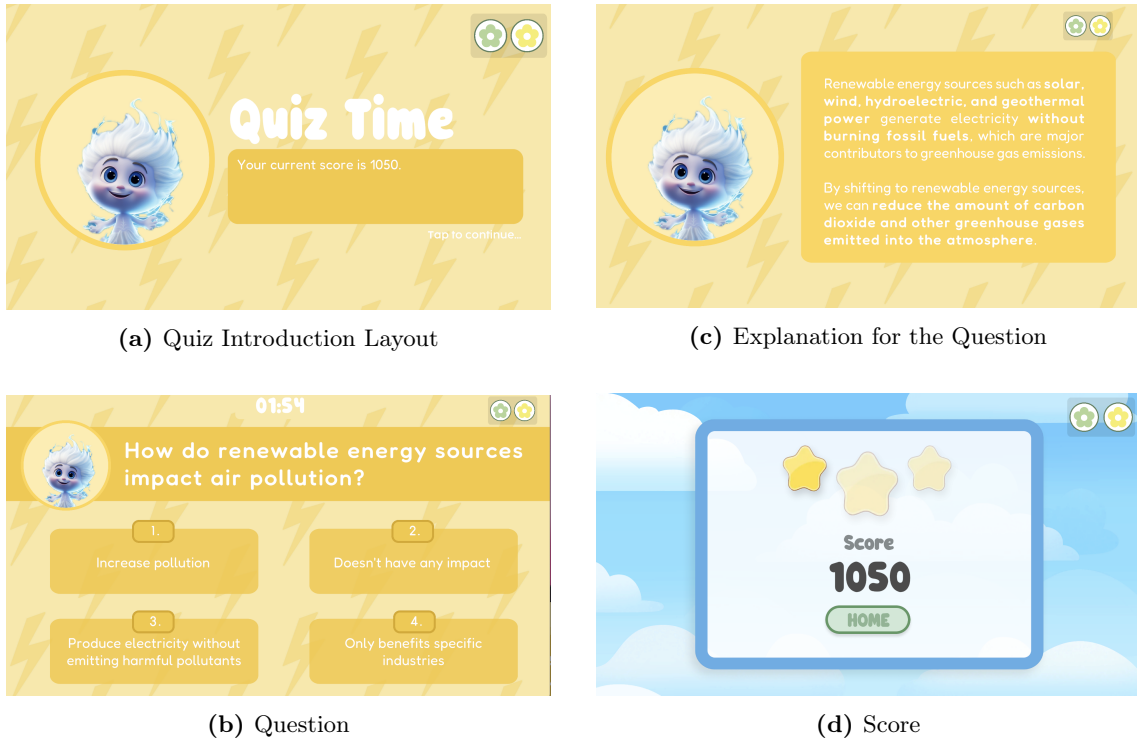 Quiz Time
Your current score is 1050.
Tap to continue...
(a) Quiz Introduction Layout
Renewable energy sources such as solar,
wind, hydroelectric, and geothermal
power generate electricity without
burning fossil fuels, which are major
contributors to greenhouse gas emissions.
By shifting to renewable energy sources,
we can reduce the amount of carbon
dioxide and other greenhouse gases
emitted into the atmosphere.
(c) Explanation for the Question
01:54
How do renewable energy sources
impact air pollution?
1.
Increase pollution
2.
Doesn't have any impact
3.
Produce electricity without
emitting harmful pollutants
4.
Only benefits specific
industries
(b) Question
Score
1050
HOME
(d) Score